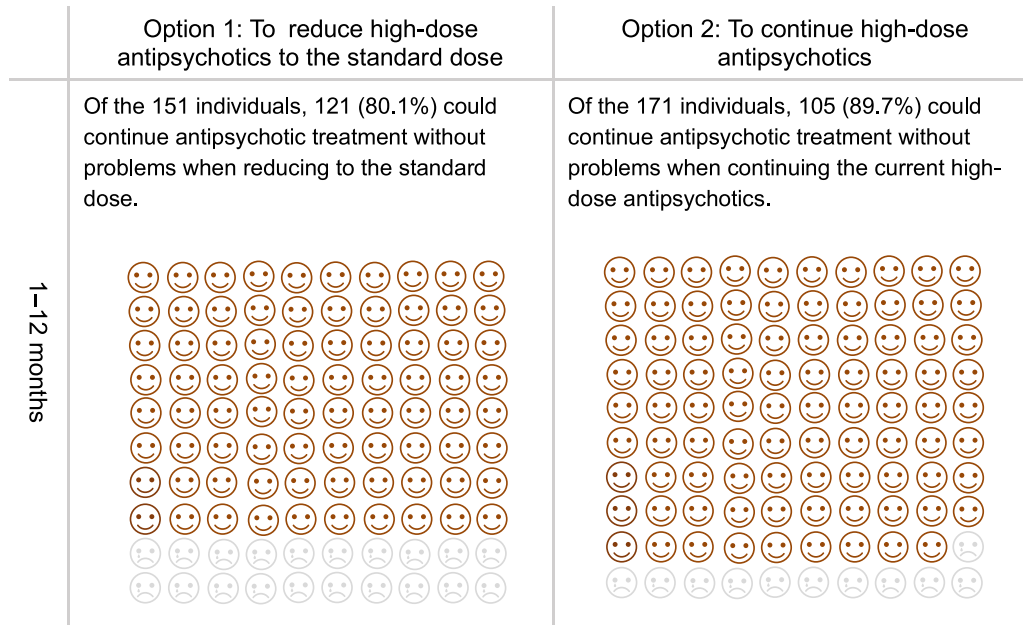 Option 1: To reduce high-dose
antipsychotics to the standard dose
Option 2: To continue high-dose
antipsychotics
1–12 months
Of the 151 individuals, 121 (80.1%) could
continue antipsychotic treatment without
problems when reducing to the standard
dose.
Of the 171 individuals, 105 (89.7%) could
continue antipsychotic treatment without
problems when continuing the current high-
dose antipsychotics.